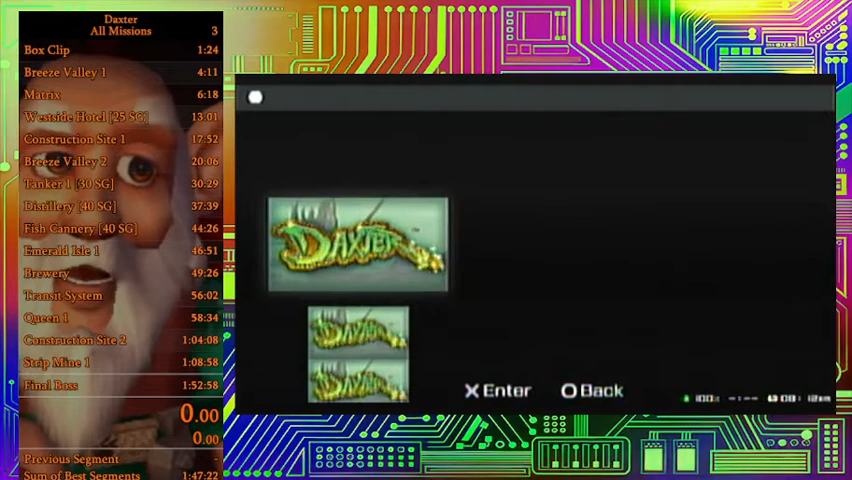 Daxter
All Missions 3
Box Clip 1:24
Breeze Valley 1 4:11
Matrix 6:18
Westside Hotel [25 SG] 13:01
Construction Site 1 17:52
Breeze Valley 2 20:06
Tanker 1 [30 SG] 30:29
Distillery [40 SG] 37:39
Fish Cannery [40 SG] 44:26
Emerald Isle 1 46:51
Brewery 49:26
Transit System 56:02
Queen 1 58:34
Construction Site 2 1:04:08
Strip Mine 1 1:08:58
Final Boss 1:52:58
0.00
0.00
Previous Segment -
Sum of Best Segments 1:47:22
DAXTER
DAXTER
DAXTER
X Enter O Back
100% --:--